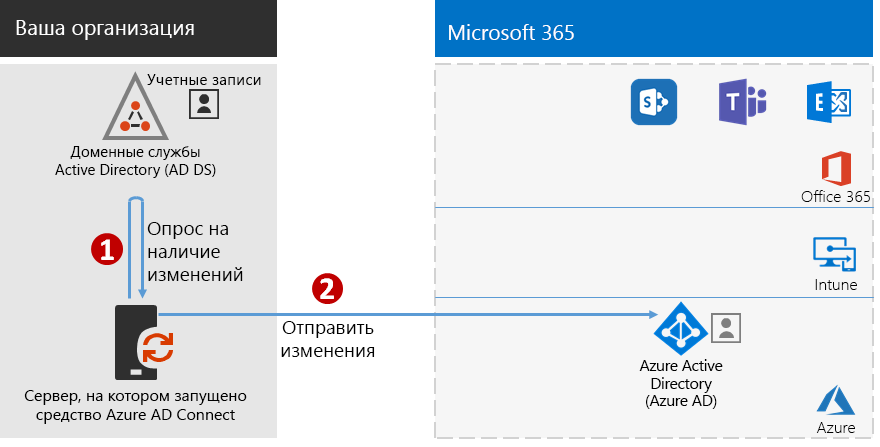 Ваша организация
Microsoft 365
Учетные записи
Доменные службы
Active Directory (AD DS)
S
T
E
Office 365
1
Опрос на
наличие
изменений
Intune
2
Отправить
изменения
Сервер, на котором запущено
средство Azure AD Connect
Azure Active
Directory
(Azure AD)
Azure